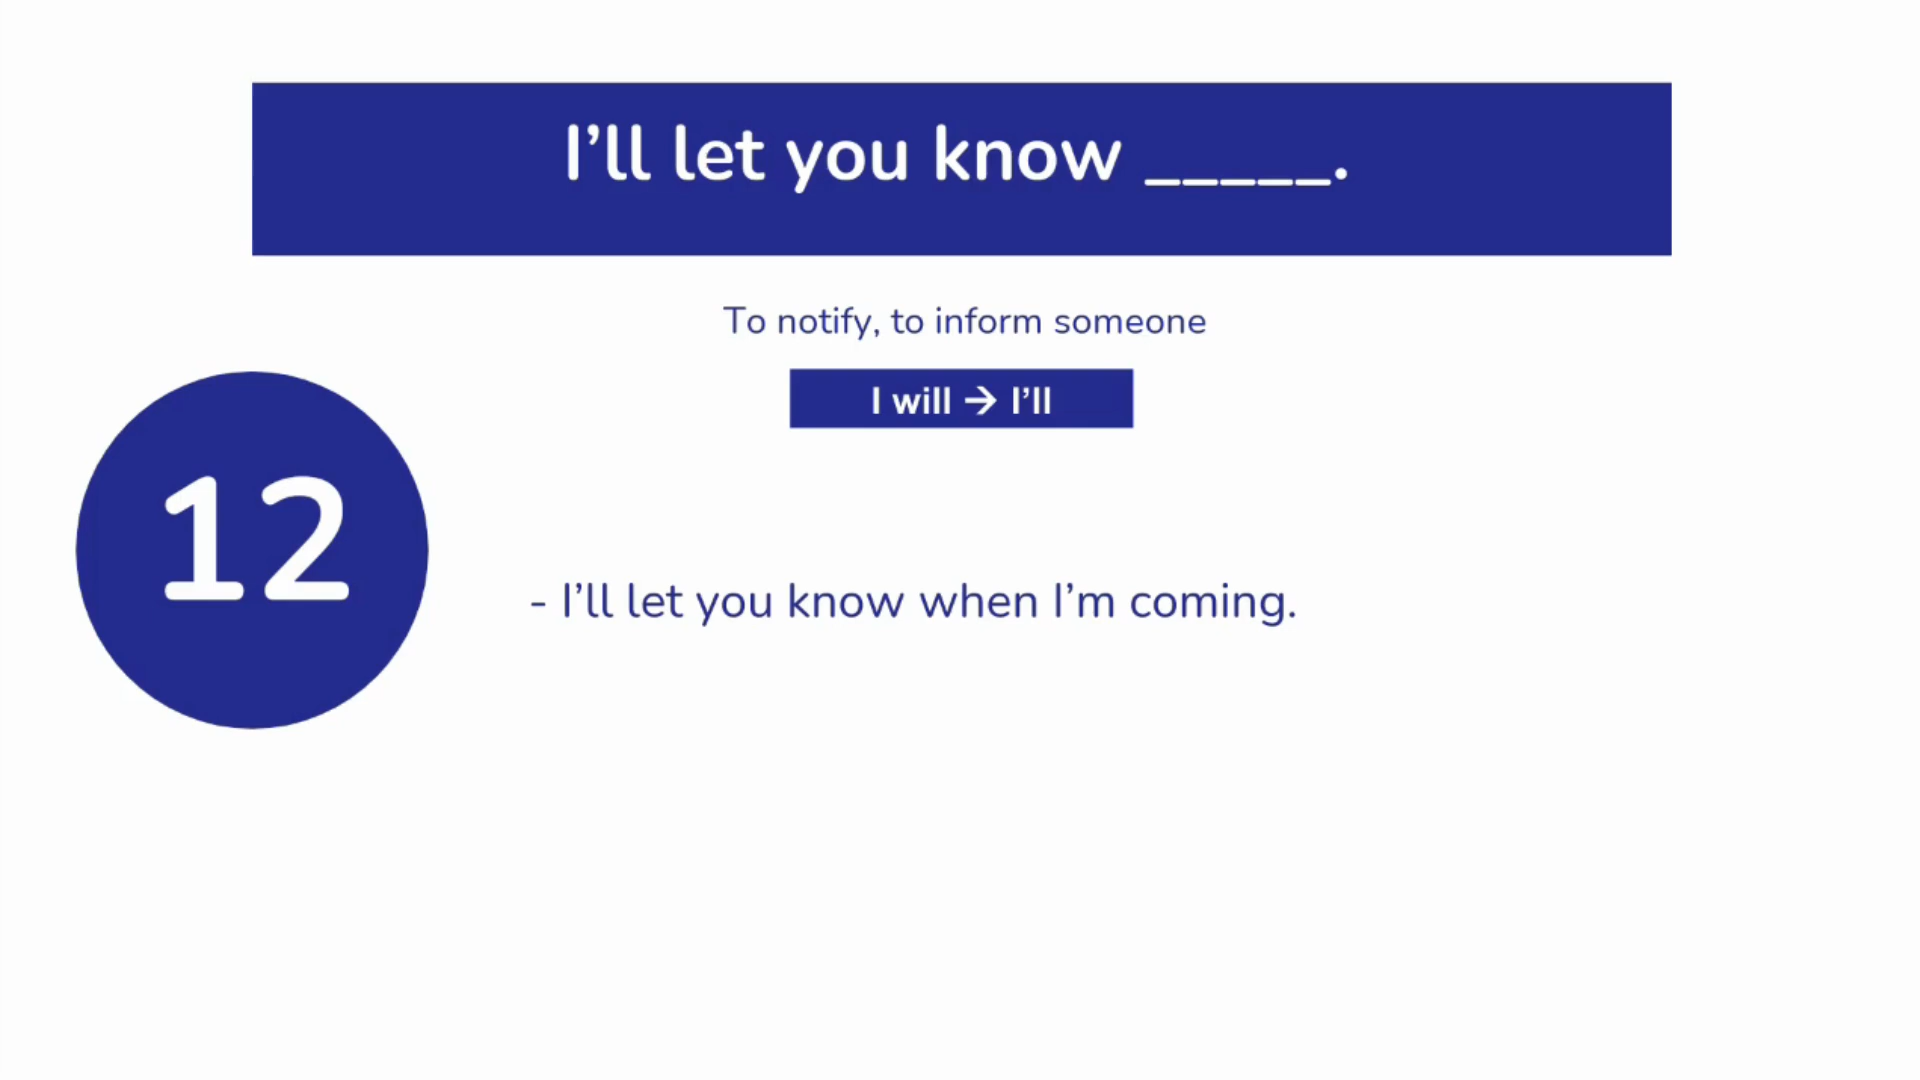 I’ll let you know _____.
To notify, to inform someone
I will → I’ll
12
- I’ll let you know when I’m coming.